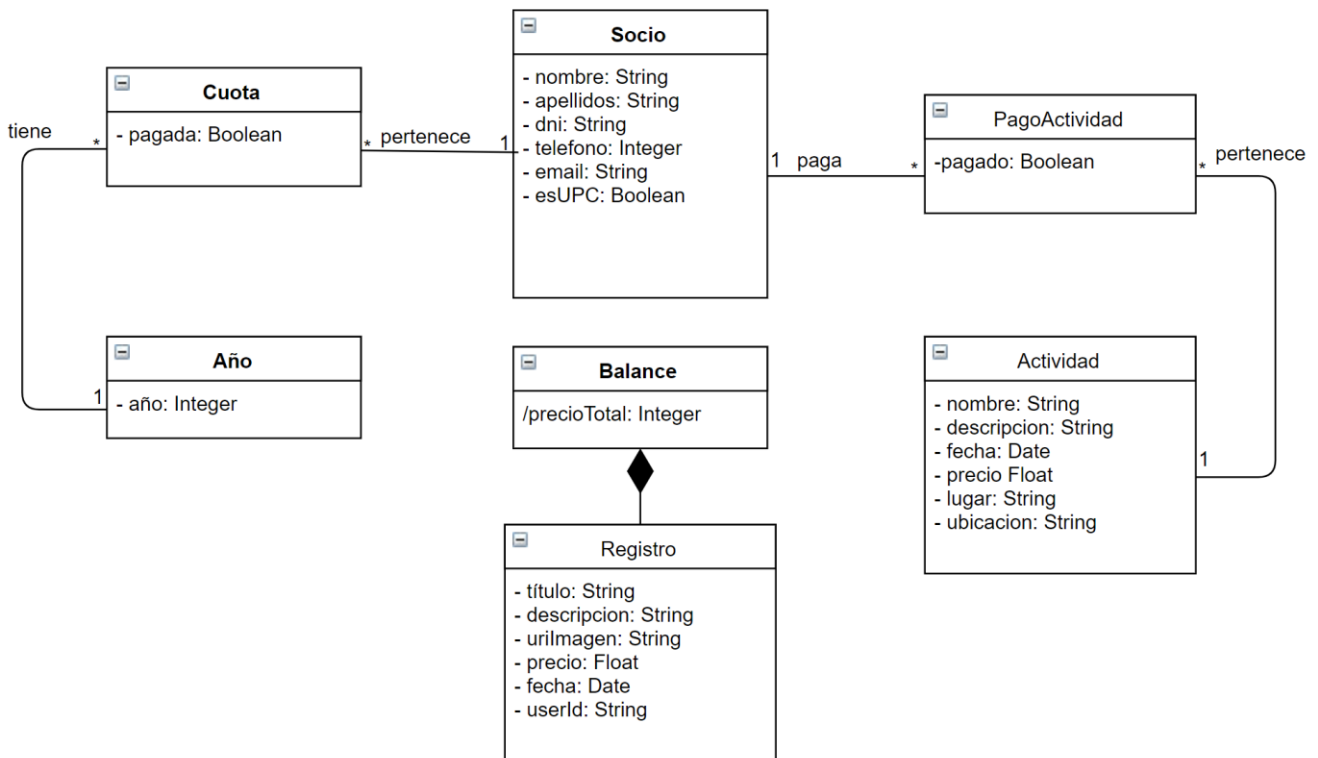 Socio
- nombre: String
- apellidos: String
- dni: String
- telefono: Integer
- email: String
- esUPC: Boolean
Cuota
- pagada: Boolean
tiene
*
* pertenece 1
1 paga *
PagoActividad
-pagado: Boolean
* pertenece
Año
- año: Integer
1
Balance
/precioTotal: Integer
Actividad
- nombre: String
- descripcion: String
- fecha: Date
- precio Float
- lugar: String
- ubicacion: String
1
Registro
- título: String
- descripcion: String
- uriImagen: String
- precio: Float
- fecha: Date
- userId: String